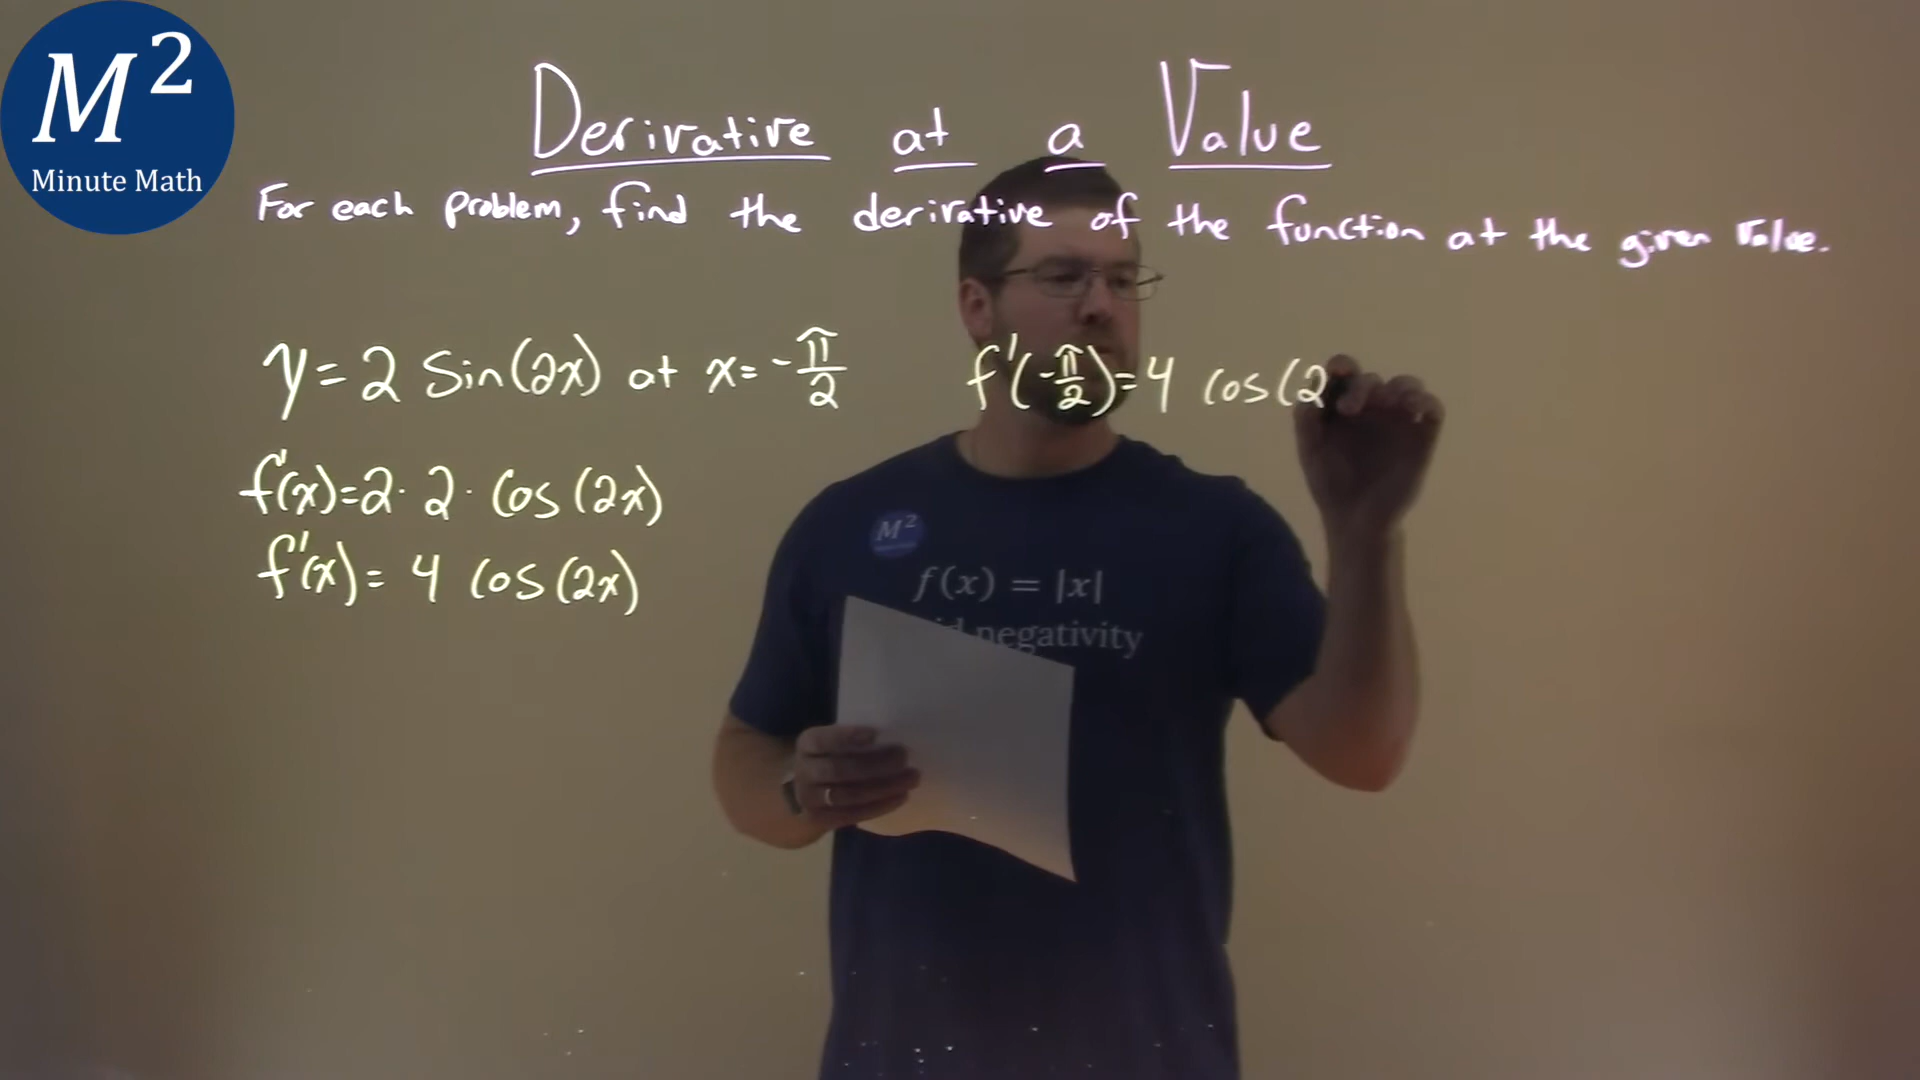 M²
Minute Math
Derivative at a Value
For each problem, find the derivative of the function at the given value.
y = 2 Sin(2x) at x = -π/2
f'(-π/2) = 4 cos(2
f'(x) = 2 · 2 · cos(2x)
f'(x) = 4 cos(2x)
M²
f(x) = |x|
negativity